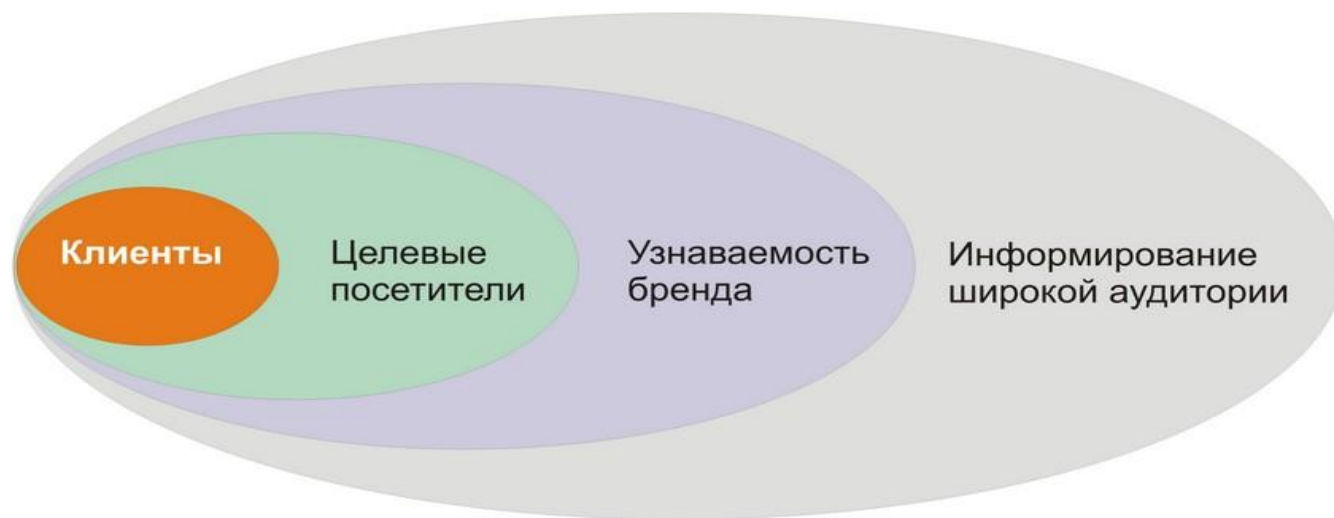 Клиенты
Целевые
посетители
Узнаваемость
бренда
Информирование
широкой аудитории